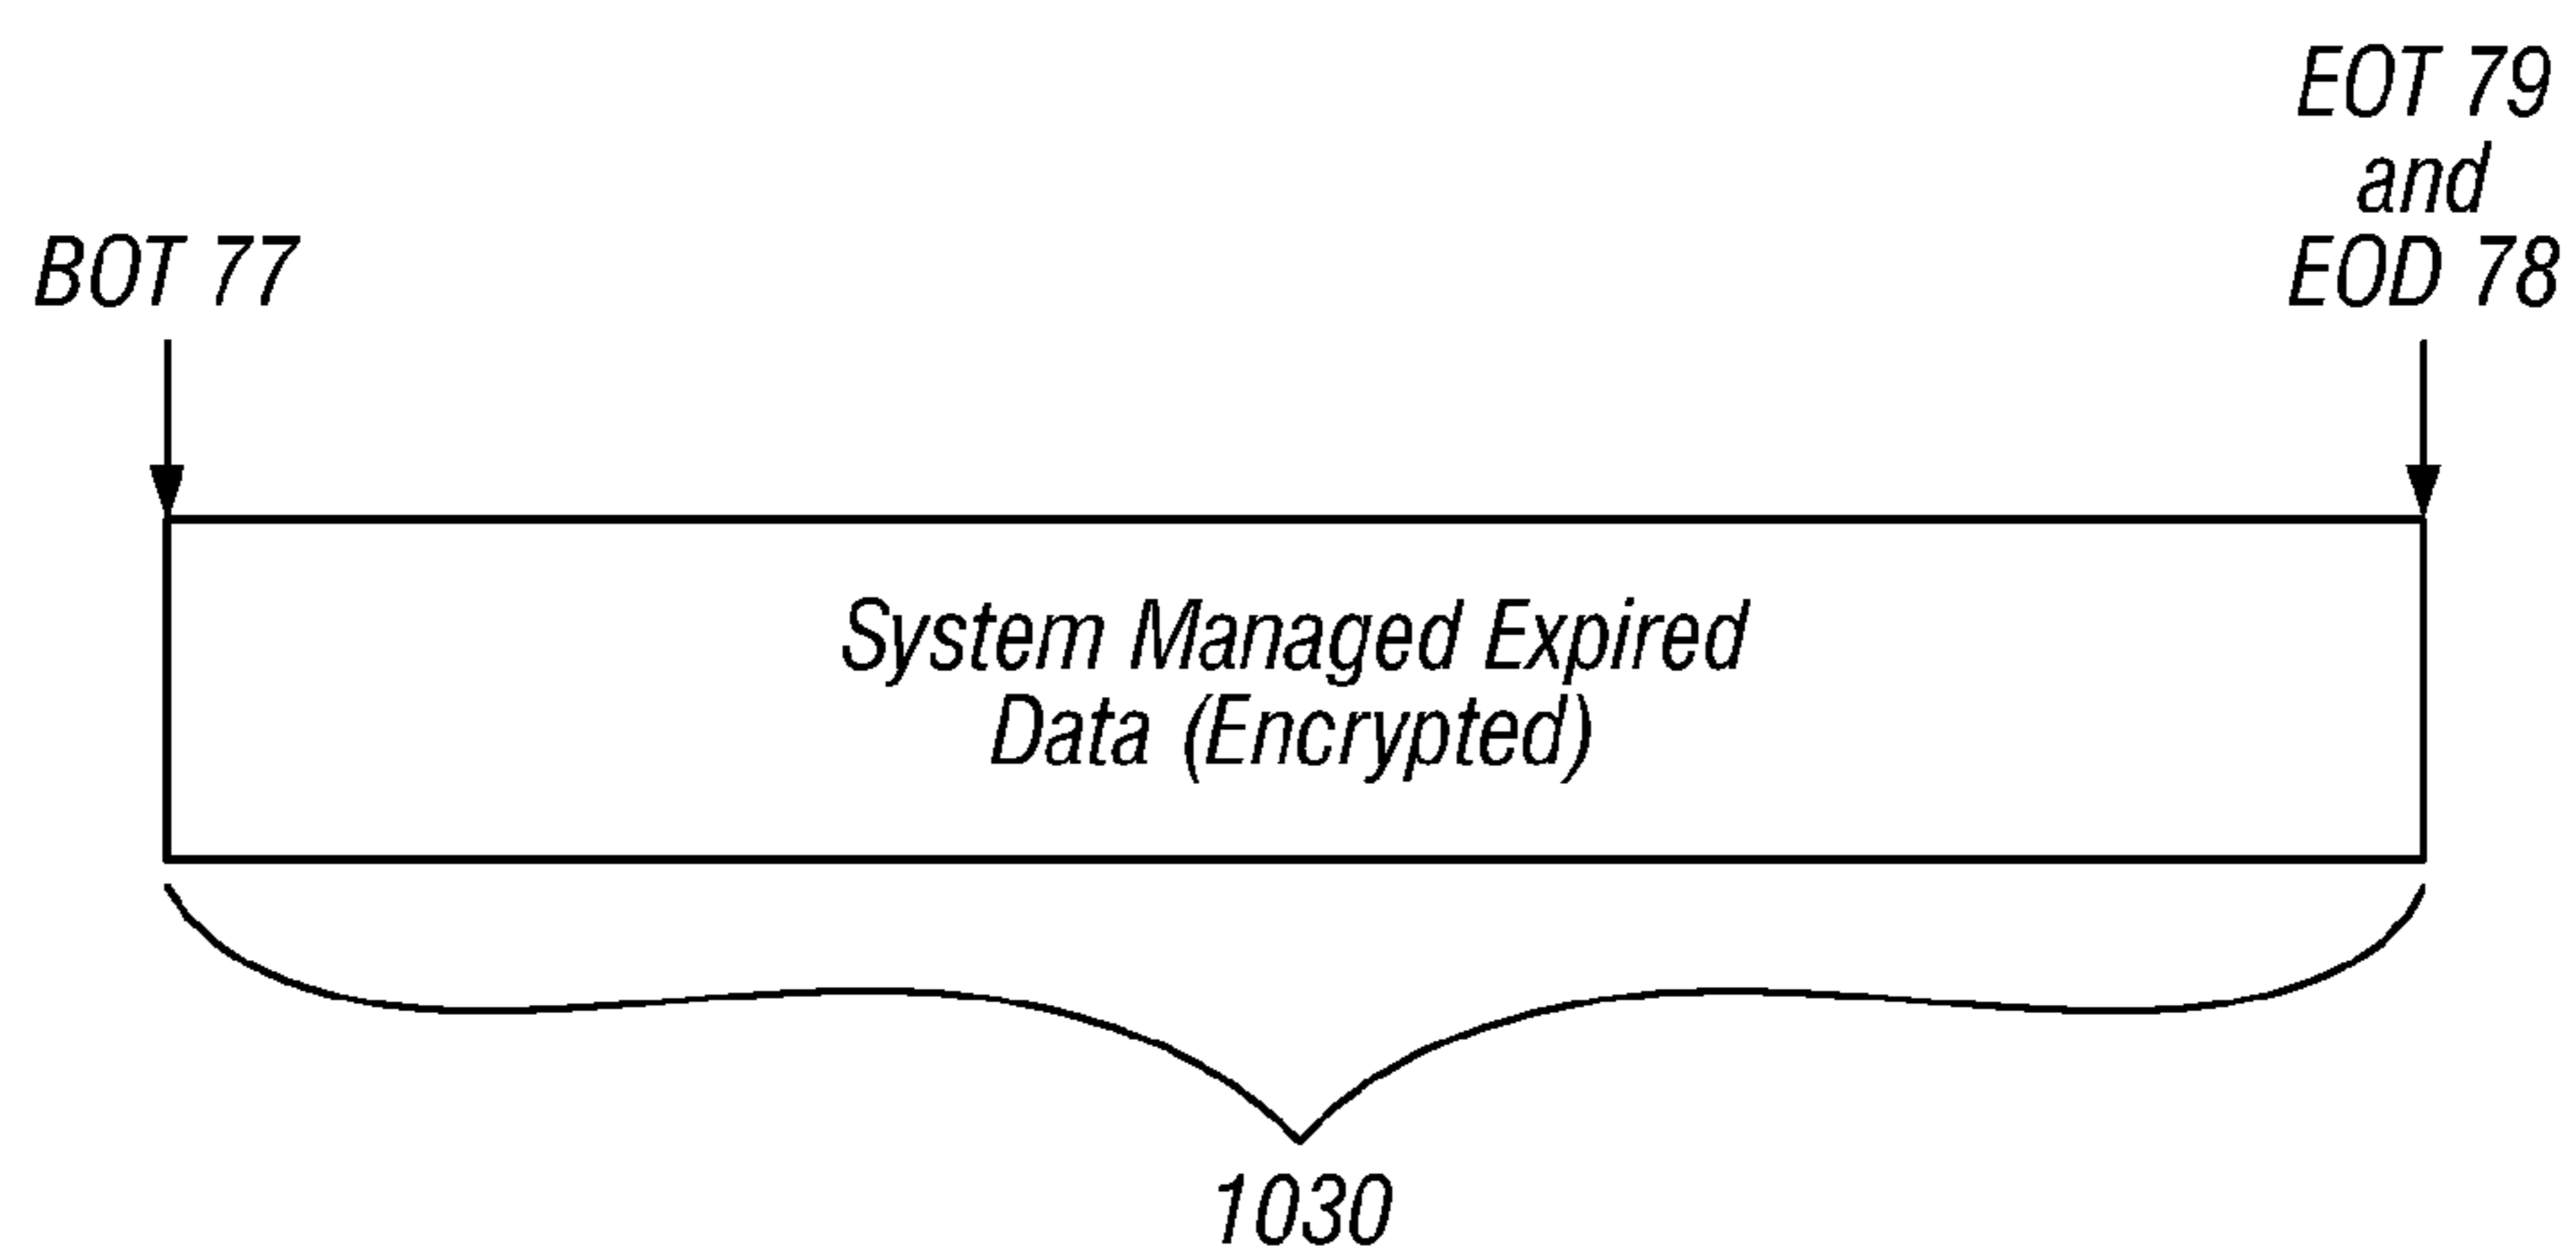 EOT 79
and
BOT 77
EOD 78
System Managed Expired
Data (Encrypted)
1030